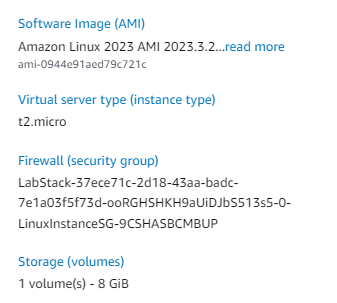 Software Image (AMI)
Amazon Linux 2023 AMI 2023.3.2...read more
ami-0944e91aed79c721c
Virtual server type (instance type)
t2.micro
Firewall (security group)
LabStack-37ece71c-2d18-43aa-badc-
7e1a03f5f73d-ooRGHSHKH9aUiDJbS513s5-0-
LinuxInstanceSG-9CSHASBCMBUP
Storage (volumes)
1 volume(s) - 8 GiB